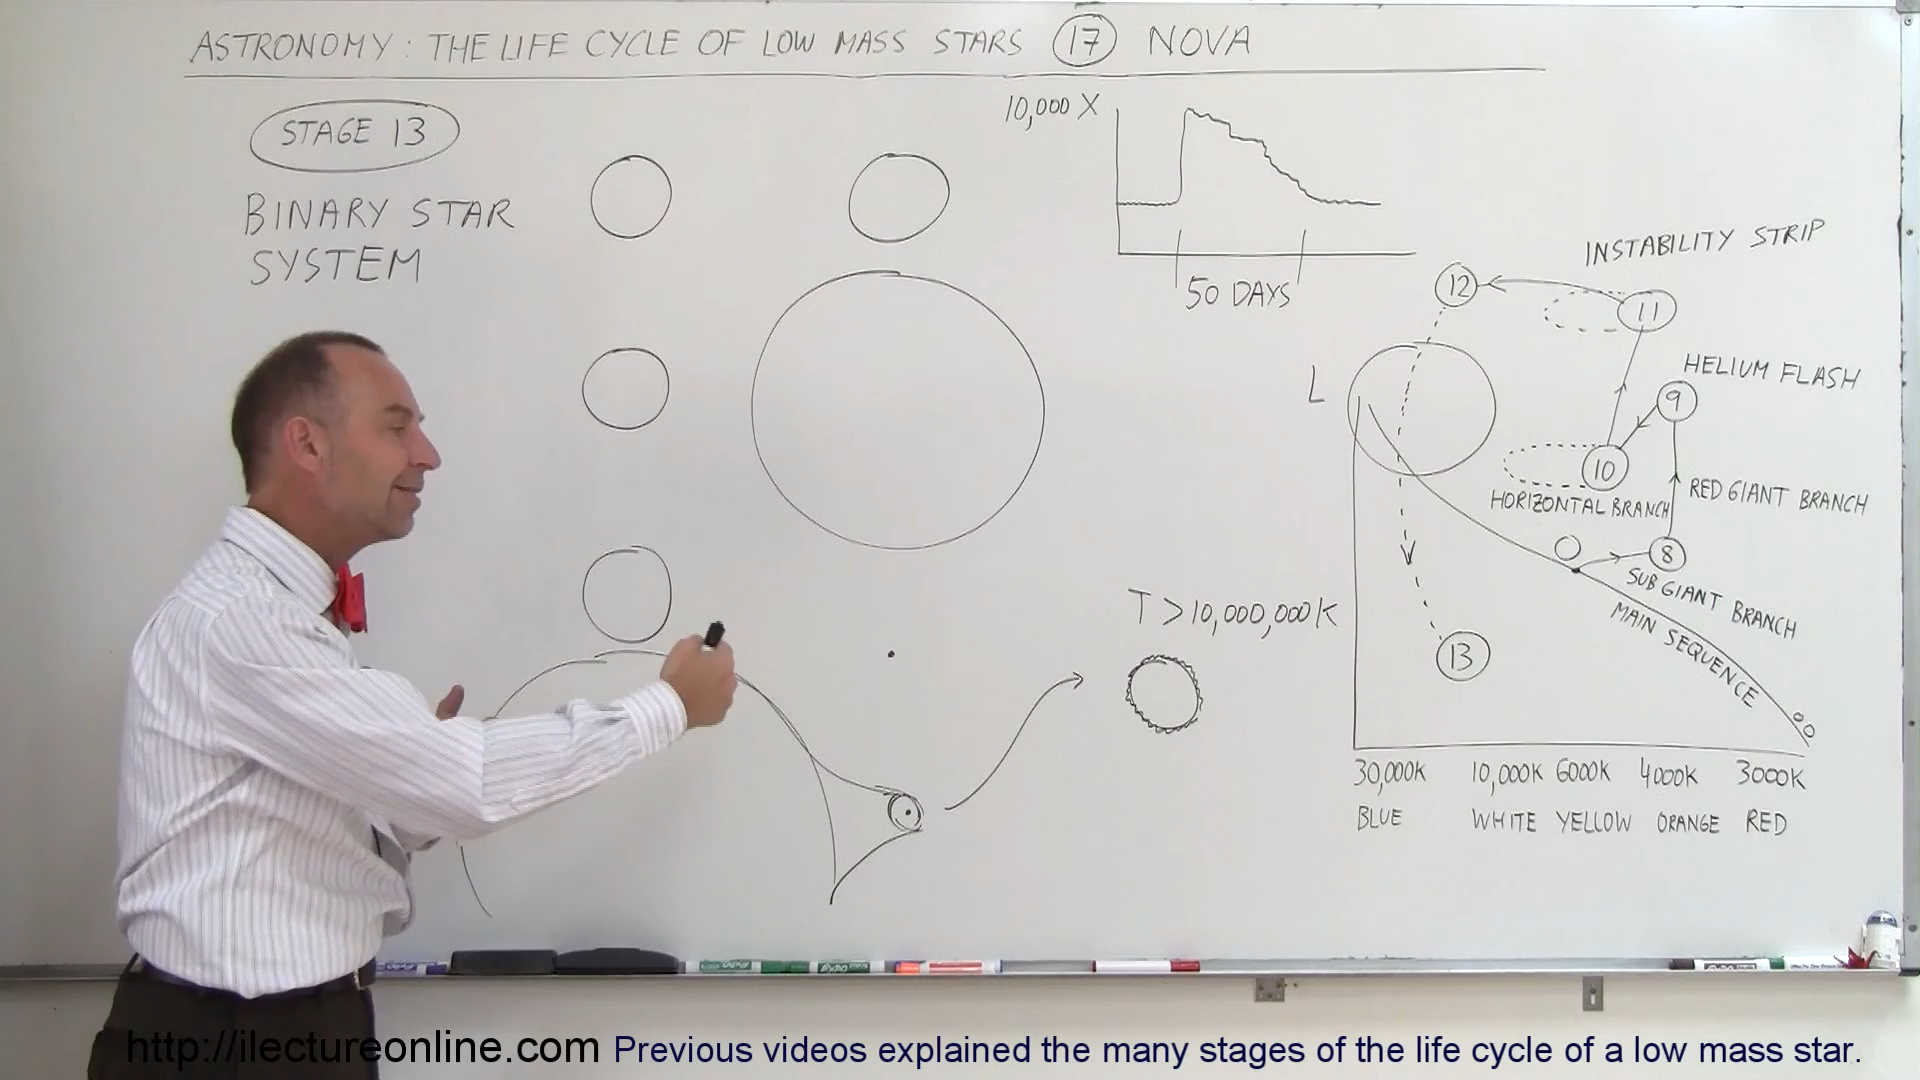 ASTRONOMY: THE LIFE CYCLE OF LOW MASS STARS 17 NOVA
STAGE 13
BINARY STAR
SYSTEM
10,000 X
50 DAYS
INSTABILITY STRIP
12
11
HELIUM FLASH
9
L
10
HORIZONTAL BRANCH
RED GIANT BRANCH
8
SUB GIANT BRANCH
MAIN SEQUENCE
T > 10,000,000K
13
30,000K 10,000K 6000K 4000K 3000K
BLUE WHITE YELLOW ORANGE RED
EXPO
http://ilectureonline.com Previous videos explained the many stages of the life cycle of a low mass star.